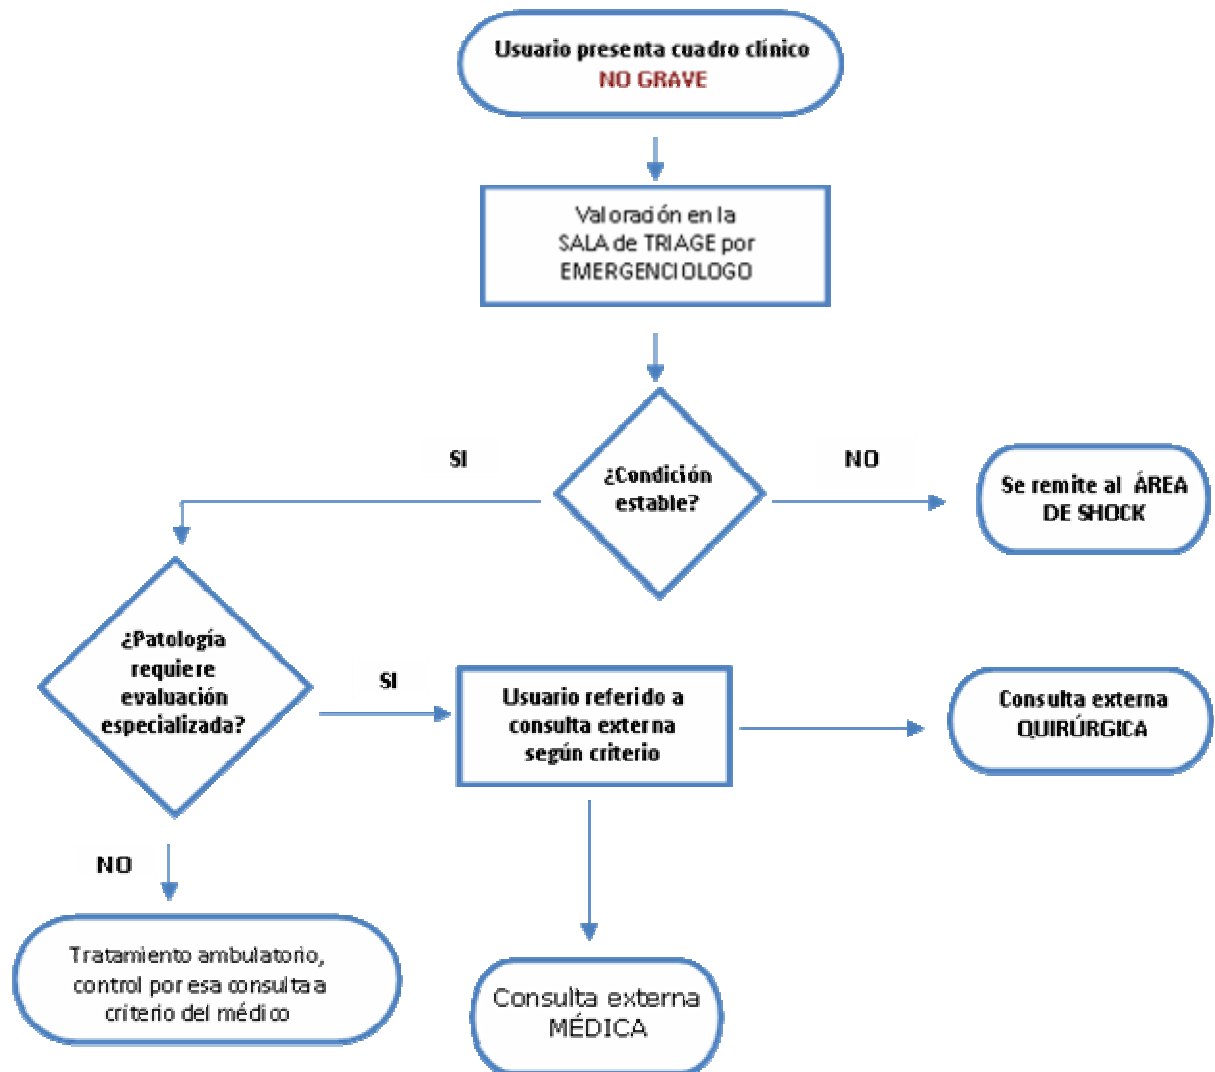 Usuario presenta cuadro clínico
NO GRAVE
Valoración en la
SALA de TRIAGE por
EMERGENCIOLOGO
SI
NO
¿Condición
estable?
Se remite al ÁREA
DE SHOCK
¿Patología
requiere
evaluación
especializada?
SI
Usuario referido a
consulta externa
según criterio
Consulta externa
QUIRÚRGICA
NO
Tratamiento ambulatorio,
control por esa consulta a
criterio del médico
Consulta externa
MÉDICA